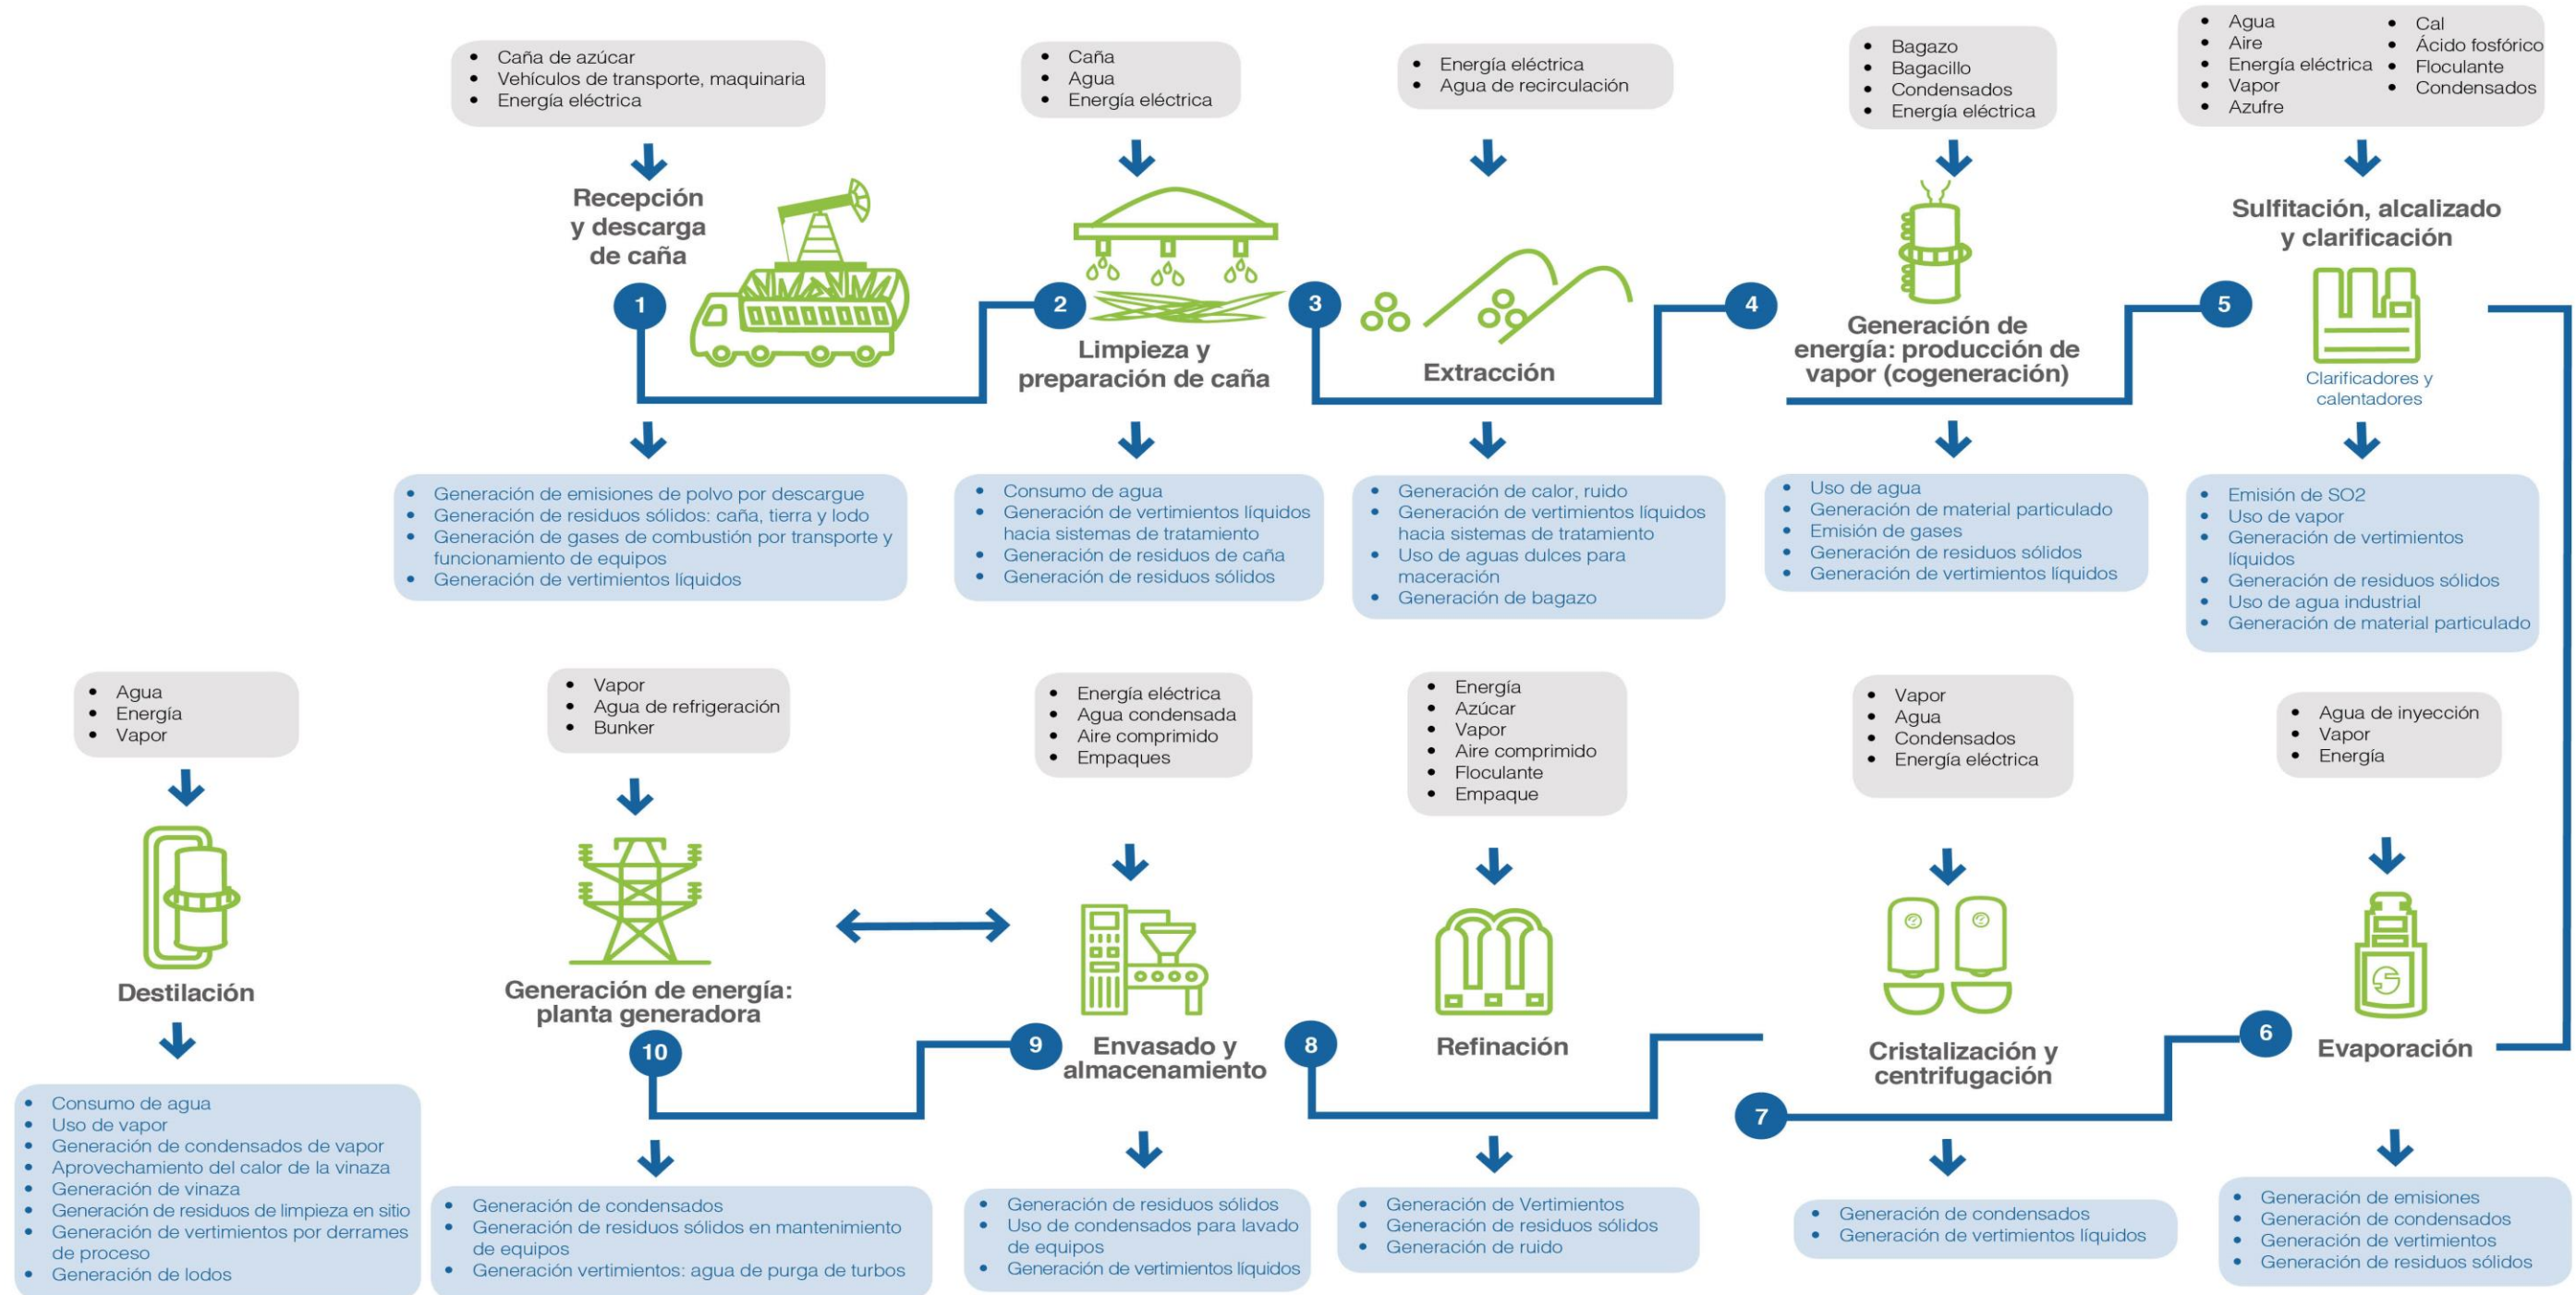 • Caña de azúcar
• Vehículos de transporte, maquinaria
• Energía eléctrica
Recepción
y descarga
de caña
1
• Generación de emisiones de polvo por descargue
• Generación de residuos sólidos: caña, tierra y lodo
• Generación de gases de combustión por transporte y
funcionamiento de equipos
• Generación de vertimientos líquidos
• Caña
• Agua
• Energía eléctrica
2
Limpieza y
preparación de caña
• Consumo de agua
• Generación de vertimientos líquidos
hacia sistemas de tratamiento
• Generación de residuos de caña
• Generación de residuos sólidos
• Energía eléctrica
• Agua de recirculación
3
Extracción
• Generación de calor, ruido
• Generación de vertimientos líquidos
hacia sistemas de tratamiento
• Uso de aguas dulces para
maceración
• Generación de bagazo
• Bagazo
• Bagacillo
• Condensados
• Energía eléctrica
4
Generación de
energía: producción de
vapor (cogeneración)
• Uso de agua
• Generación de material particulado
• Emisión de gases
• Generación de residuos sólidos
• Generación de vertimientos líquidos
• Agua
• Aire
• Energía eléctrica
• Vapor
• Azufre
• Cal
• Ácido fosfórico
• Floculante
• Condensados
Sulfitación, alcalizado
y clarificación
5
Clarificadores y
calentadores
• Emisión de SO2
• Uso de vapor
• Generación de vertimientos
líquidos
• Generación de residuos sólidos
• Uso de agua industrial
• Generación de material particulado
• Agua
• Energía
• Vapor
Destilación
• Consumo de agua
• Uso de vapor
• Generación de condensados de vapor
• Aprovechamiento del calor de la vinaza
• Generación de vinaza
• Generación de residuos de limpieza en sitio
• Generación de vertimientos por derrames
de proceso
• Generación de lodos
• Vapor
• Agua de refrigeración
• Bunker
Generación de energía:
planta generadora
10
• Generación de condensados
• Generación de residuos sólidos en mantenimiento
de equipos
• Generación vertimientos: agua de purga de turbos
• Energía eléctrica
• Agua condensada
• Aire comprimido
• Empaques
9
Envasado y
almacenamiento
• Generación de residuos sólidos
• Uso de condensados para lavado
de equipos
• Generación de vertimientos líquidos
• Energía
• Azúcar
• Vapor
• Aire comprimido
• Floculante
• Empaque
8
Refinación
• Generación de Vertimientos
• Generación de residuos sólidos
• Generación de ruido
• Vapor
• Agua
• Condensados
• Energía eléctrica
? ?
Cristalización y
centrifugación
7
• Generación de condensados
• Generación de vertimientos líquidos
• Agua de inyección
• Vapor
• Energía
6
Evaporación
• Generación de emisiones
• Generación de condensados
• Generación de vertimientos
• Generación de residuos sólidos